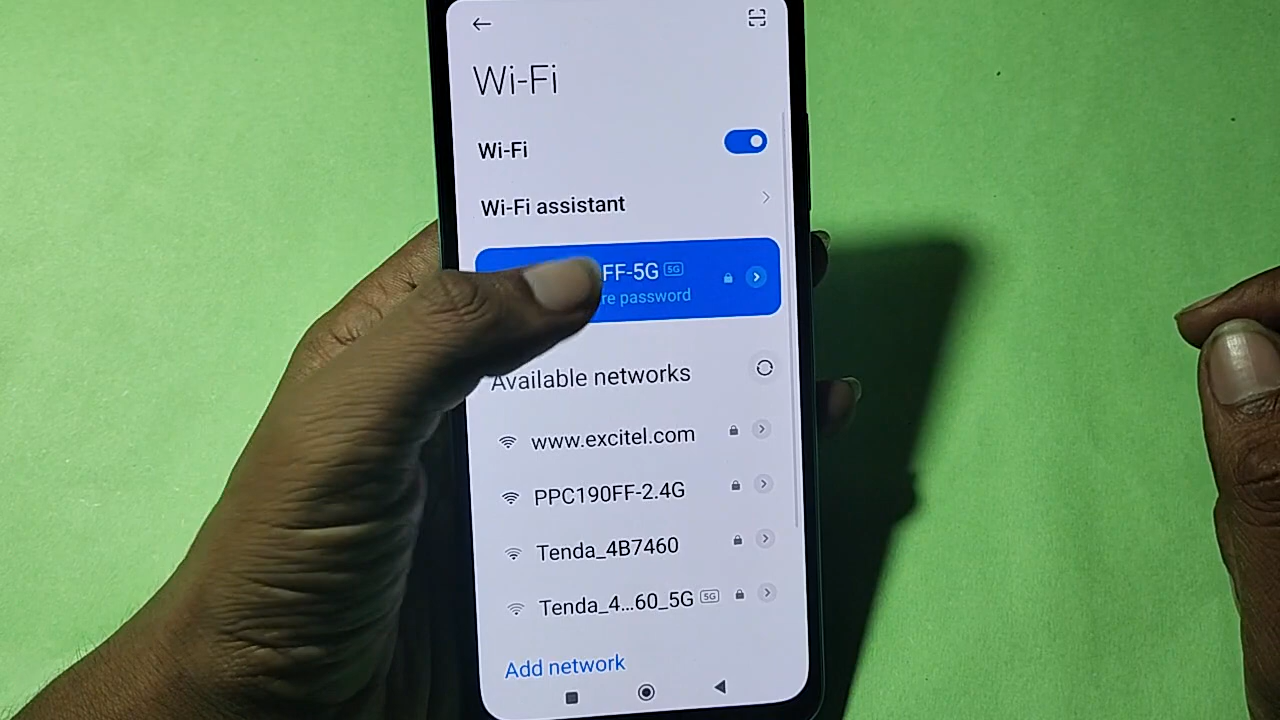 Wi-Fi
Wi-Fi
Wi-Fi assistant
FF-5G 5G
re password
Available networks
www.excitel.com
PPC190FF-2.4G
Tenda_4B7460
Tenda_4...60_5G 5G
Add network